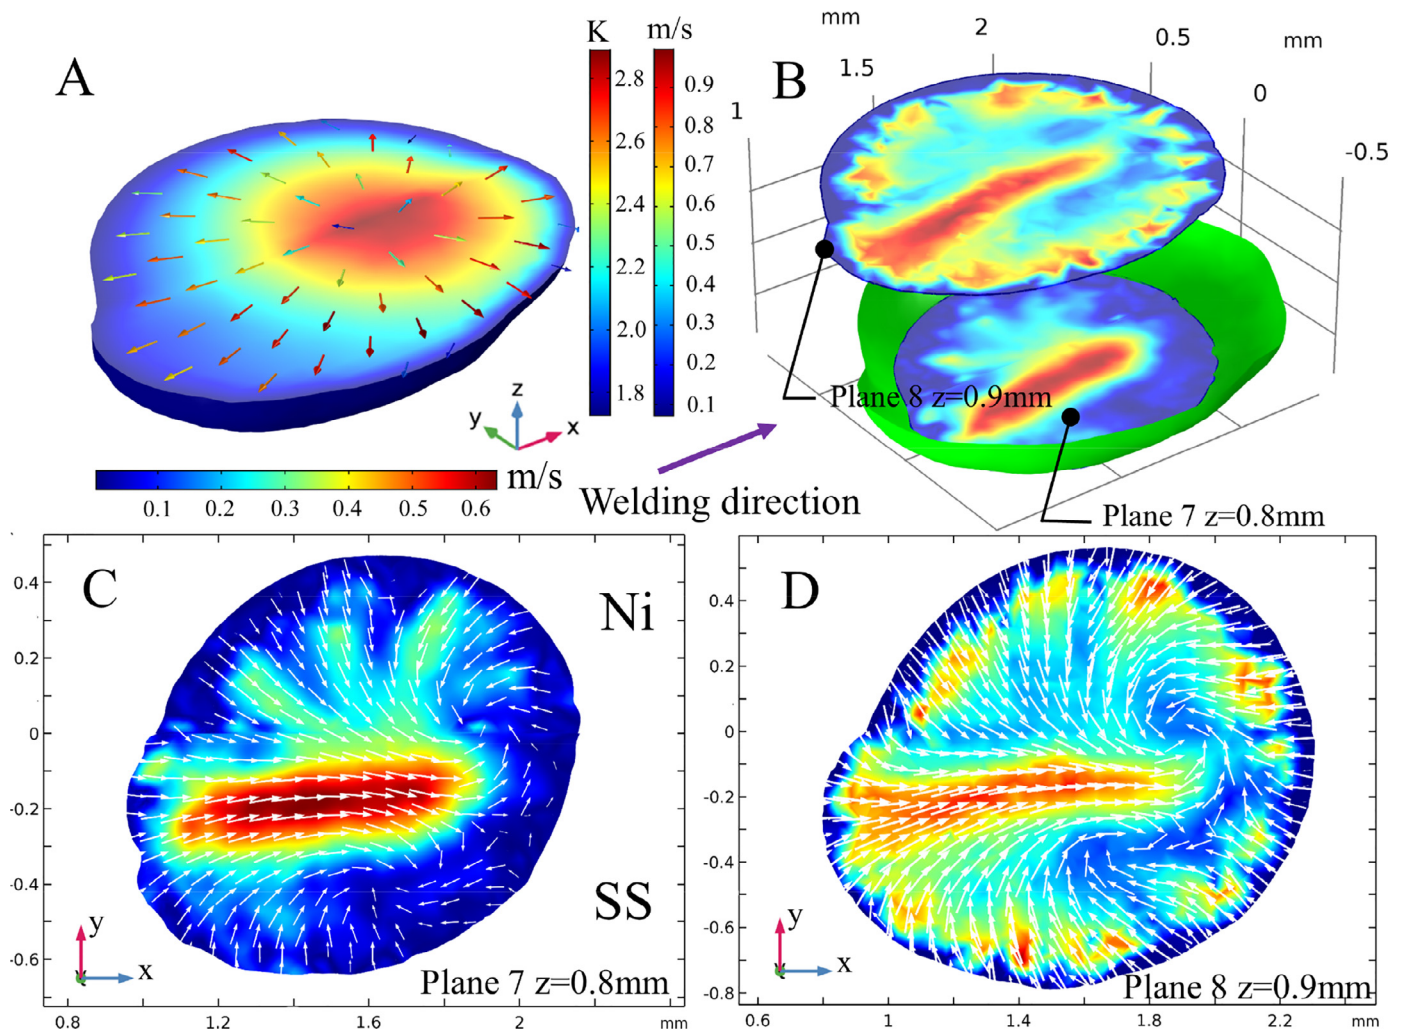 A
K
m/s
2.8
2.6
2.4
2.2
2.0
1.8
0.9
0.8
0.7
0.6
0.5
0.4
0.3
0.2
0.1
z
y
x
B
mm
2
0.5
mm
1.5
0
1
-0.5
Plane 8 z=0.9mm
Plane 7 z=0.8mm
Welding direction
m/s
0.1 0.2 0.3 0.4 0.5 0.6
C
Ni
SS
0.4
0.2
0
-0.2
-0.4
-0.6
y
x
Plane 7 z=0.8mm
0.8 1.2 1.6 2 mm
D
0.4
0.2
0
-0.2
-0.4
-0.6
-0.8
y
x
Plane 8 z=0.9mm
0.6 1 1.4 1.8 2.2 mm